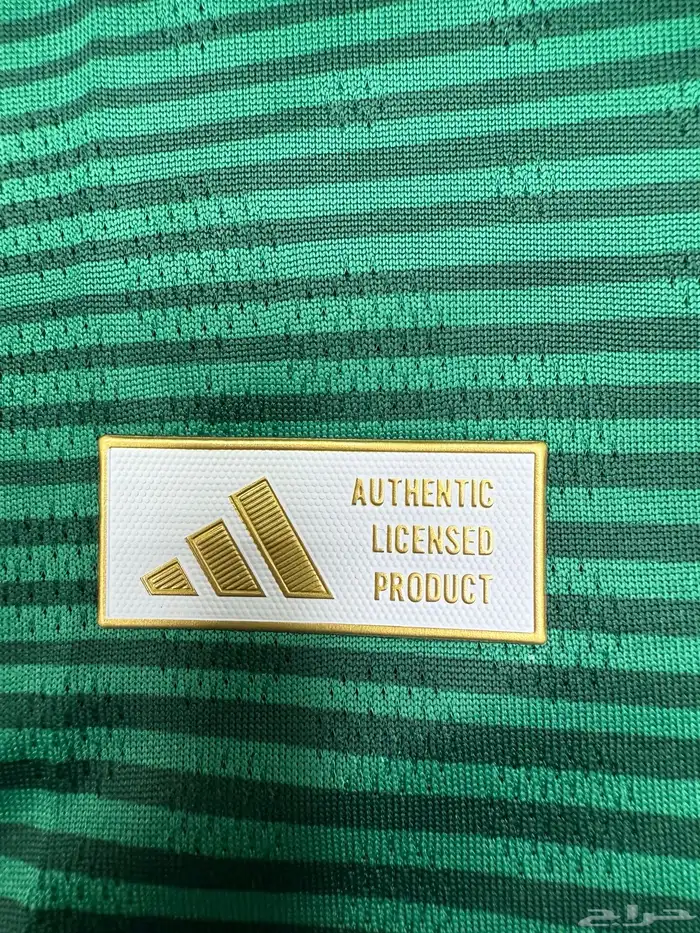 AUTHENTIC
LICENSED
PRODUCT
حراج